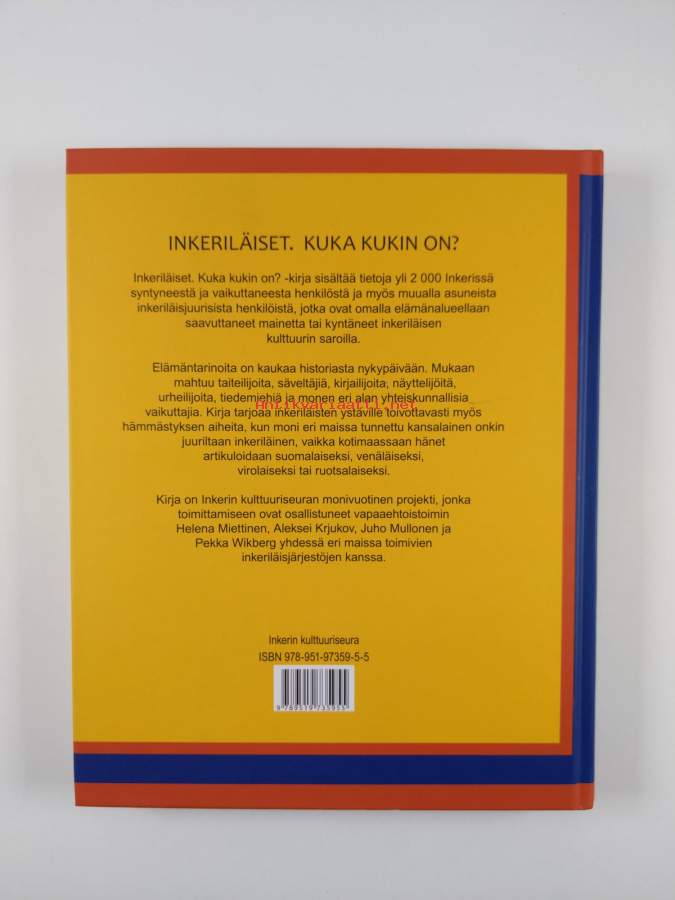 INKERILÄISET. KUKA KUKIN ON?
Inkeriläiset. Kuka kukin on? -kirja sisältää tietoja yli 2 000 Inkerissä
syntyneestä ja vaikuttaneesta henkilöstä ja myös muualla asuneista
inkeriläisjuurisista henkilöistä, jotka ovat omalla elämänalueellaan
saavuttaneet mainetta tai kyntäneet inkeriläisen
kulttuurin saroilla.
Elämäntarinoita on kaukaa historiasta nykypäivään. Mukaan
mahtuu taiteilijoita, säveltäjiä, kirjailijoita, näyttelijöitä,
urheilijoita, tiedemiehiä ja monen eri alan yhteiskunnallisia
Antikvariaatti.net
vaikuttajia. Kirja tarjoaa inkeriläisten ystäville toivottavasti myös
hämmästyksen aiheita, kun moni eri maissa tunnettu kansalainen onkin
juuriltaan inkeriläinen, vaikka kotimaassaan hänet
artikuloidaan suomalaiseksi, venäläiseksi,
virolaiseksi tai ruotsalaiseksi.
Kirja on Inkerin kulttuuriseuran monivuotinen projekti, jonka
toimittamiseen ovat osallistuneet vapaaehtoistoimin
Helena Miettinen, Aleksei Krjukov, Juho Mullonen ja
Pekka Wikberg yhdessä eri maissa toimivien
inkeriläisjärjestöjen kanssa.
Inkerin kulttuuriseura
ISBN 978-951-97359-5-5
9 789519 735955